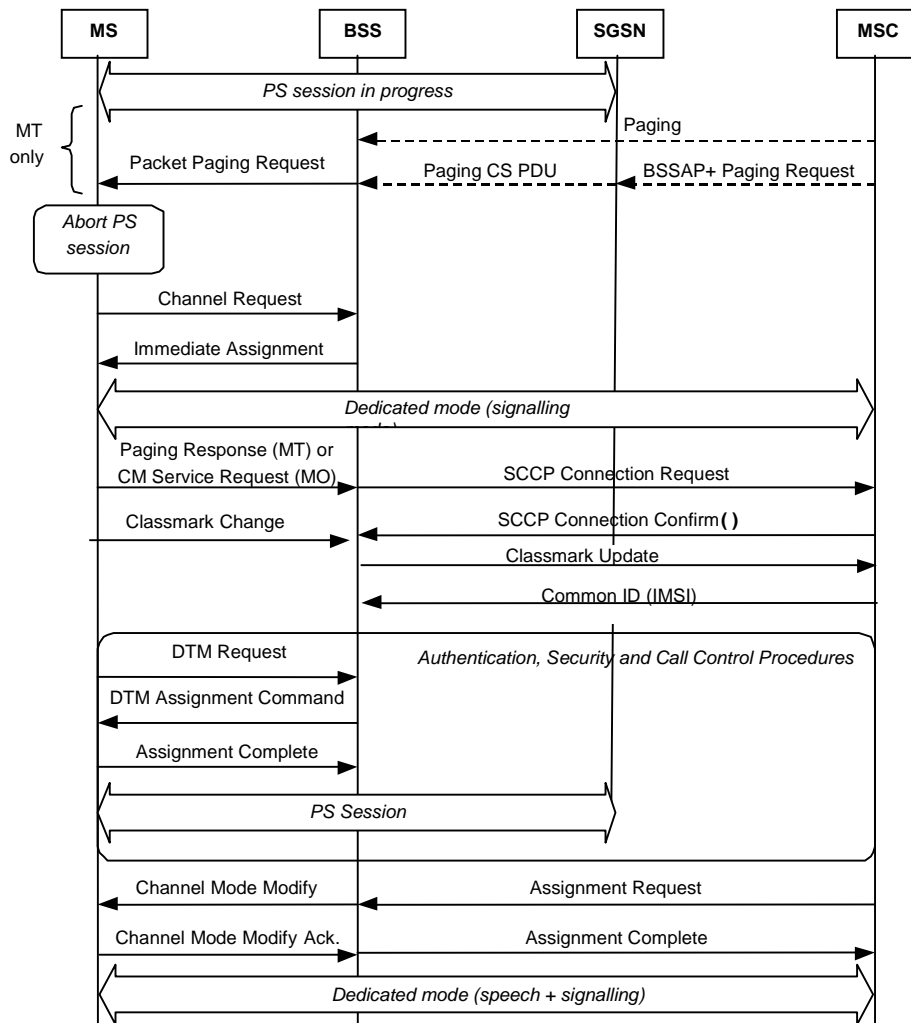 MS BSS SGSN MSC
PS session in progress
MT
only
Paging
Packet Paging Request Paging CS PDU BSSAP+ Paging Request
Abort PS
session
Channel Request
Immediate Assignment
Dedicated mode (signalling
Paging Response (MT) or
CM Service Request (MO) SCCP Connection Request
Classmark Change SCCP Connection Confirm()
Classmark Update
Common ID (IMSI)
DTM Request Authentication, Security and Call Control Procedures
DTM Assignment Command
Assignment Complete
PS Session
Channel Mode Modify Assignment Request
Channel Mode Modify Ack. Assignment Complete
Dedicated mode (speech + signalling)